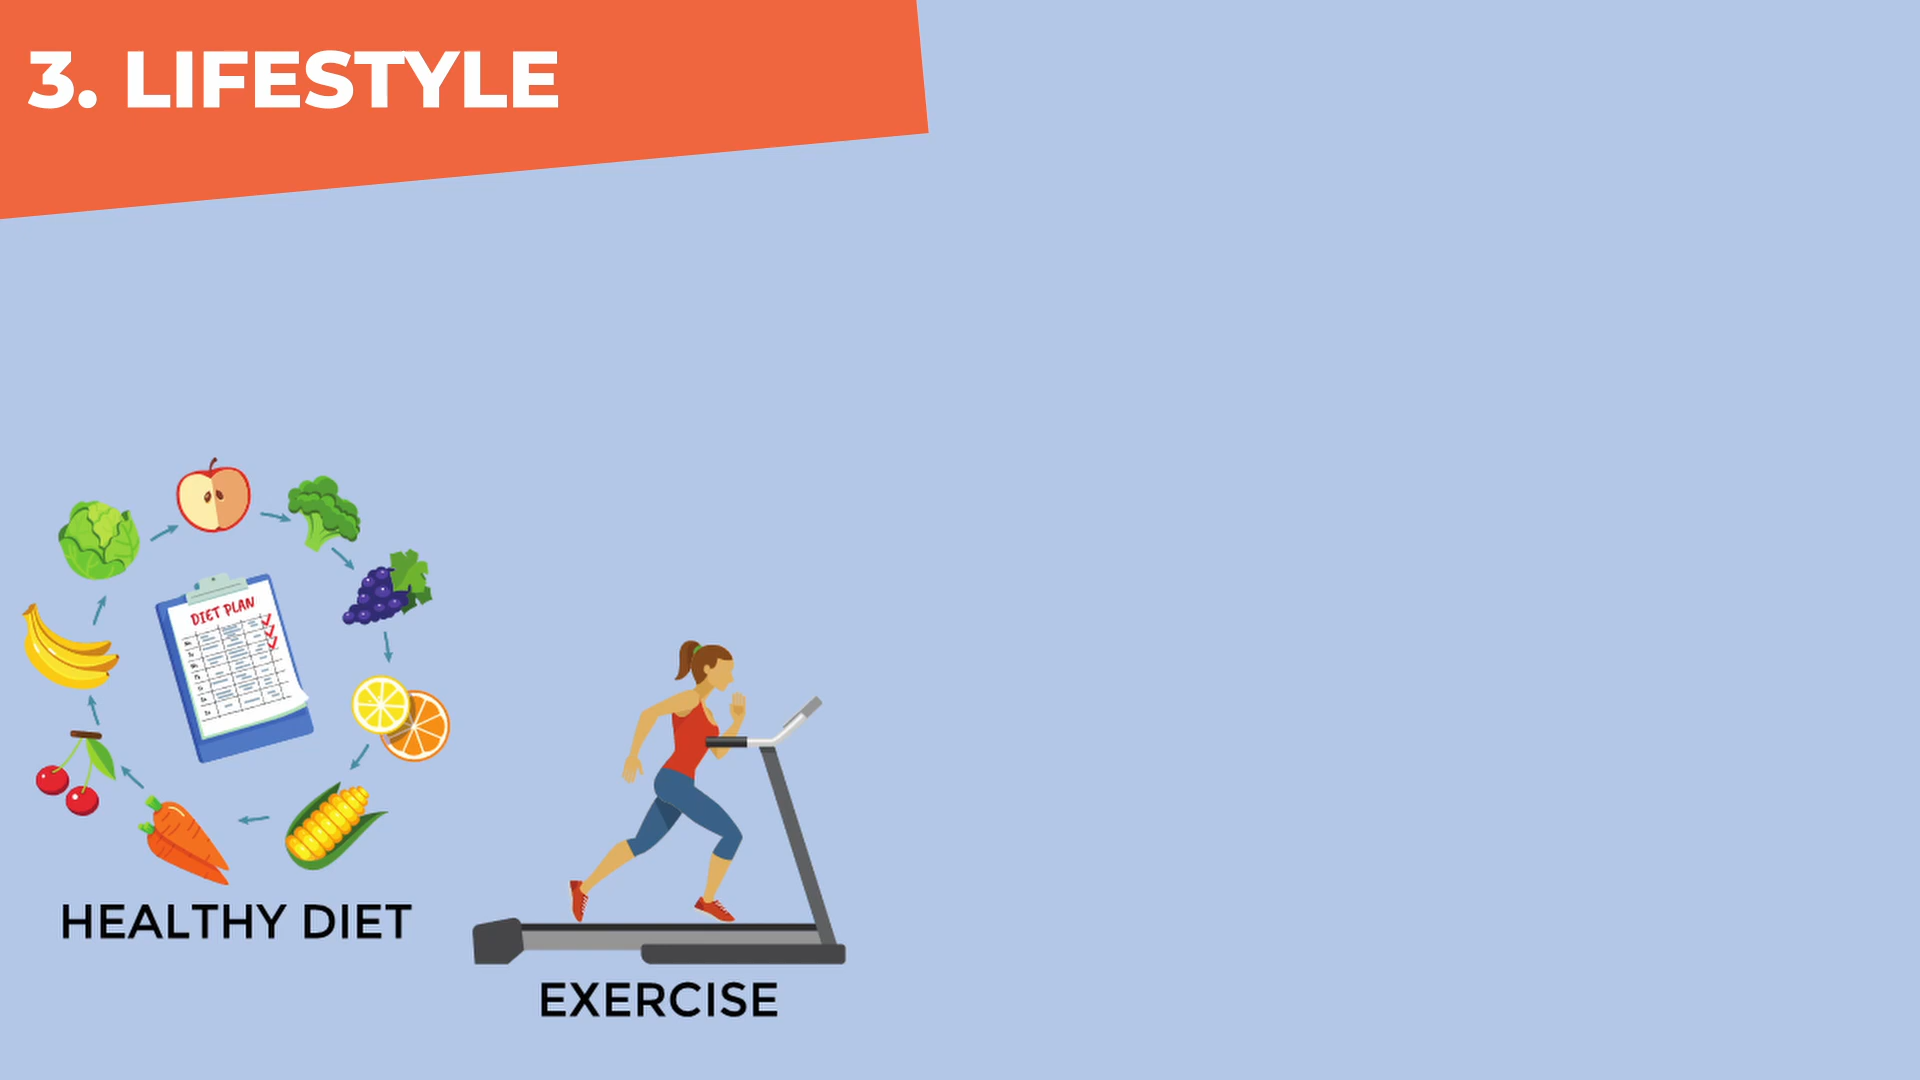 3. LIFESTYLE
DIET PLAN
HEALTHY DIET
EXERCISE